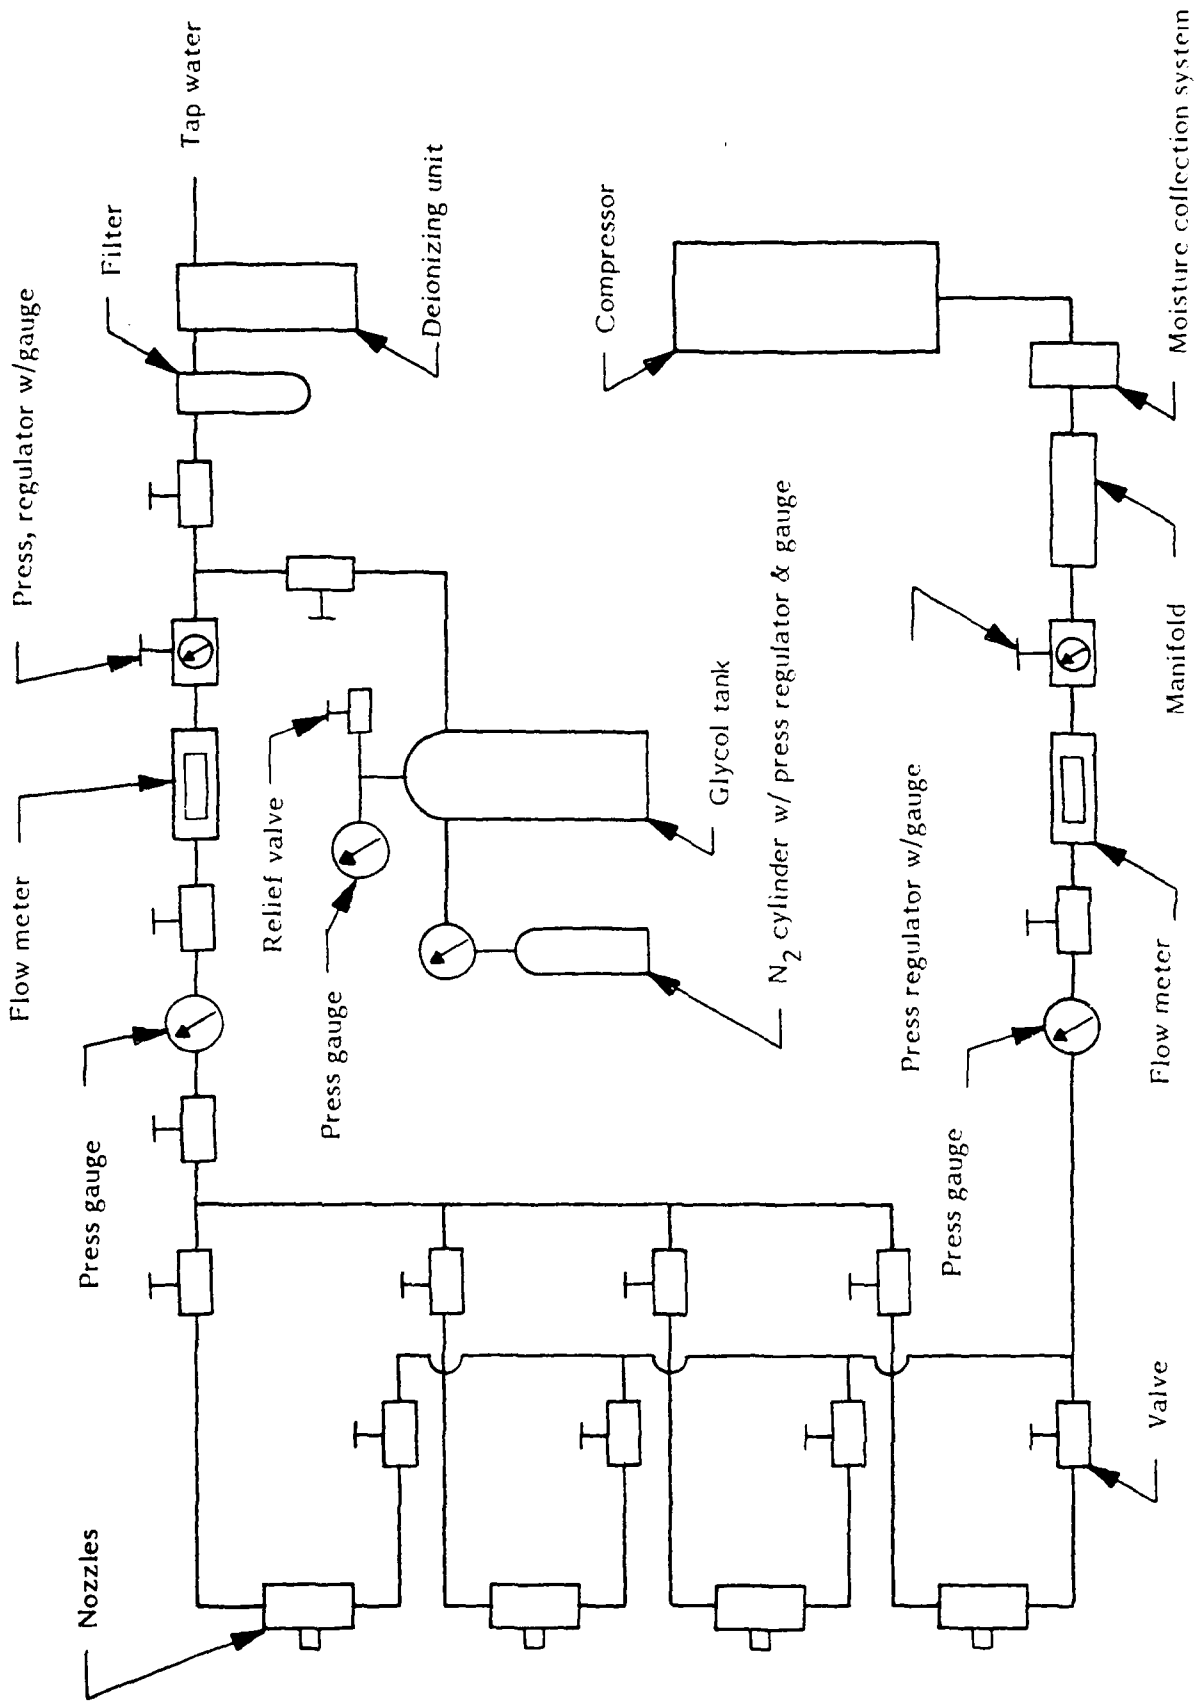 Tap water
Filter
Deionizing unit
Press, regulator w/gauge
Flow meter
Press gauge
Relief valve
Press gauge
Glycol tank
N2 cylinder w/ press regulator & gauge
Nozzles
Compressor
Moisture collection system
Manifold
Press regulator w/gauge
Flow meter
Press gauge
Valve